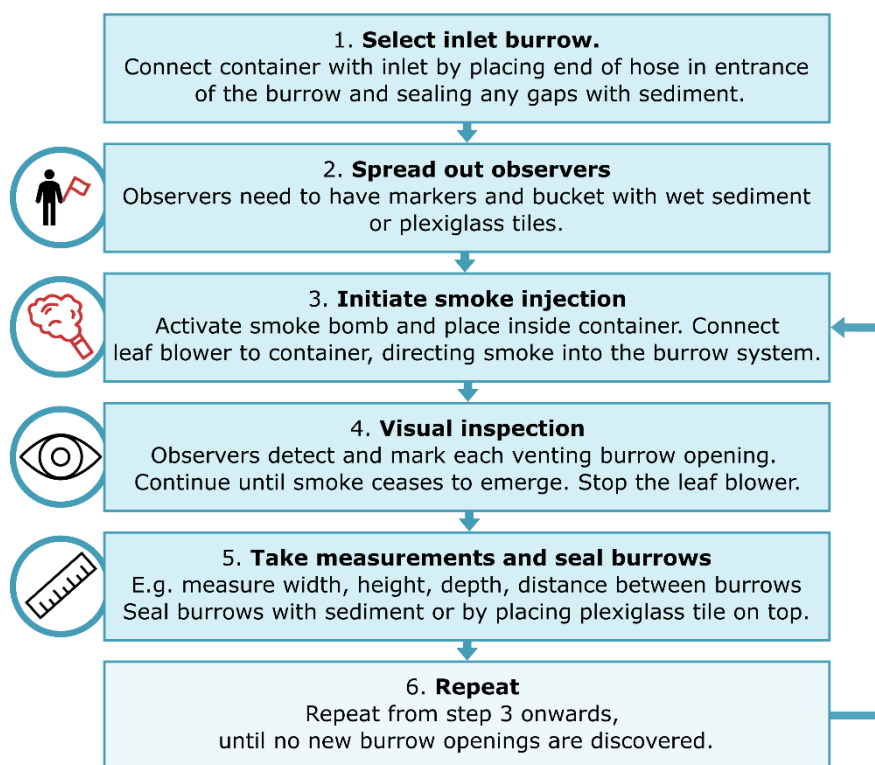 1. Select inlet burrow.
Connect container with inlet by placing end of hose in entrance
of the burrow and sealing any gaps with sediment.
2. Spread out observers
Observers need to have markers and bucket with wet sediment
or plexiglass tiles.
3. Initiate smoke injection
Activate smoke bomb and place inside container. Connect
leaf blower to container, directing smoke into the burrow system.
4. Visual inspection
Observers detect and mark each venting burrow opening.
Continue until smoke ceases to emerge. Stop the leaf blower.
5. Take measurements and seal burrows
E.g. measure width, height, depth, distance between burrows
Seal burrows with sediment or by placing plexiglass tile on top.
6. Repeat
Repeat from step 3 onwards,
until no new burrow openings are discovered.